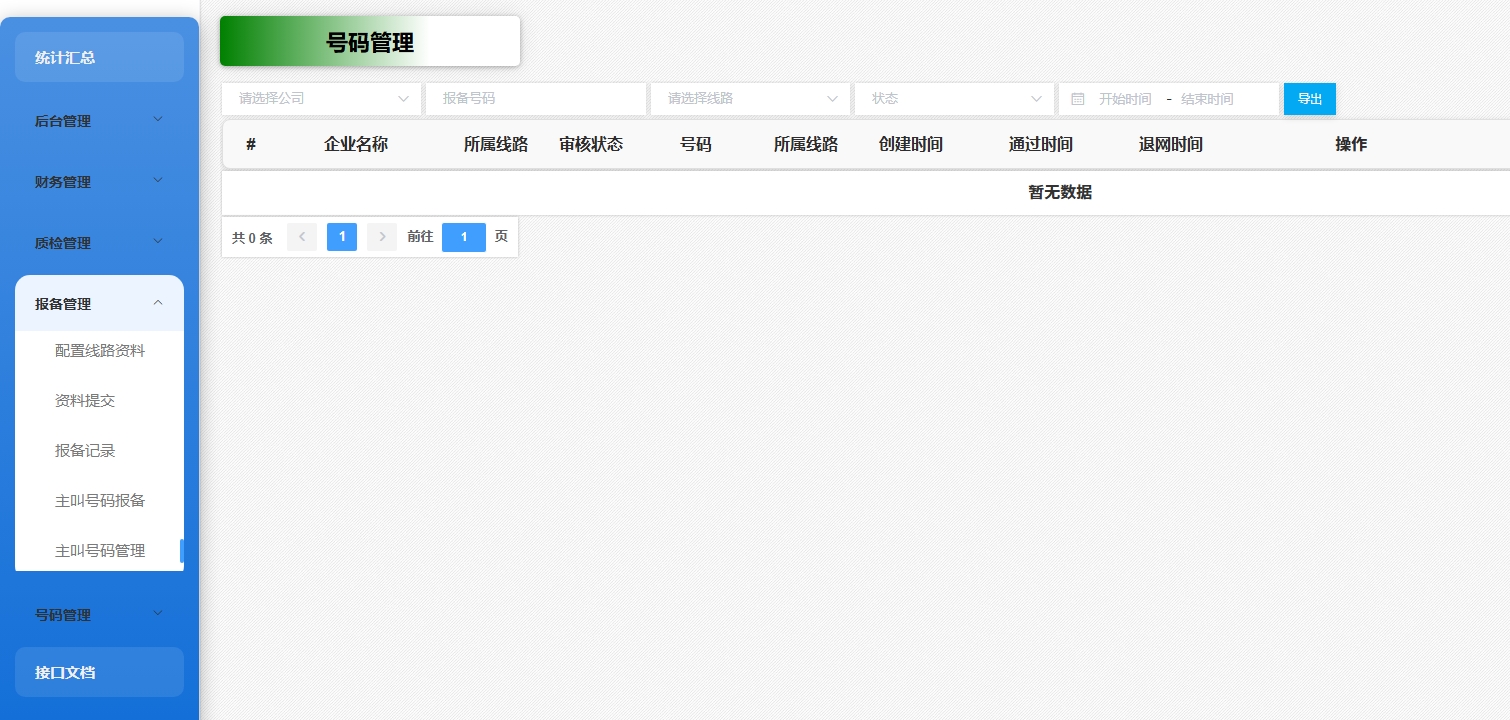 统计汇总
后台管理
财务管理
质检管理
报备管理
配置线路资料
资料提交
报备记录
主叫号码报备
主叫号码管理
号码管理
接口文档
号码管理
请选择公司 报备号码 请选择线路 状态 开始时间 - 结束时间 导出
# 企业名称 所属线路 审核状态 号码 所属线路 创建时间 通过时间 退网时间 操作
暂无数据
共 0 条 1 前往 1 页